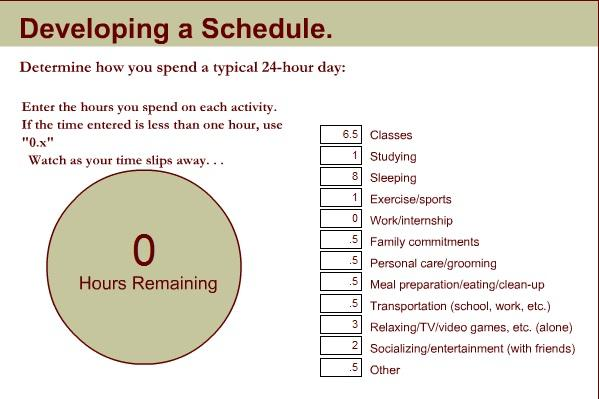 Developing a Schedule.
Determine how you spend a typical 24-hour day:
Enter the hours you spend on each activity.
If the time entered is less than one hour, use
"0.x"
Watch as your time slips away. . .
0
Hours Remaining
6.5 Classes
1 Studying
8 Sleeping
1 Exercise/sports
0 Work/internship
.5 Family commitments
.5 Personal care/grooming
.5 Meal preparation/eating/clean-up
.5 Transportation (school, work, etc.)
3 Relaxing/TV/video games, etc. (alone)
2 Socializing/entertainment (with friends)
.5 Other